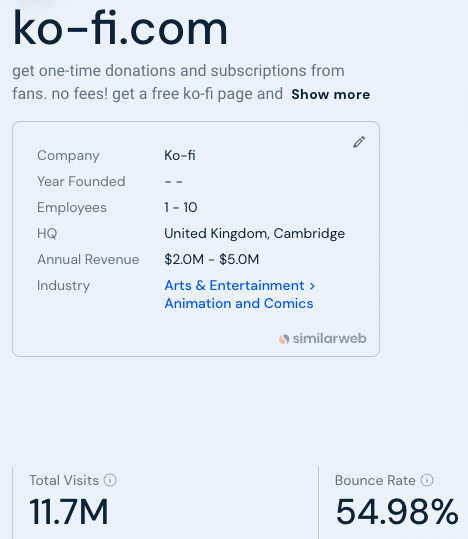 ko-fi.com
get one-time donations and subscriptions from
fans. no fees! get a free ko-fi page and Show more
Company Ko-fi
Year Founded - -
Employees 1 - 10
HQ United Kingdom, Cambridge
Annual Revenue $2.0M - $5.0M
Industry Arts & Entertainment >
Animation and Comics
similarweb
Total Visits Bounce Rate
11.7M 54.98%